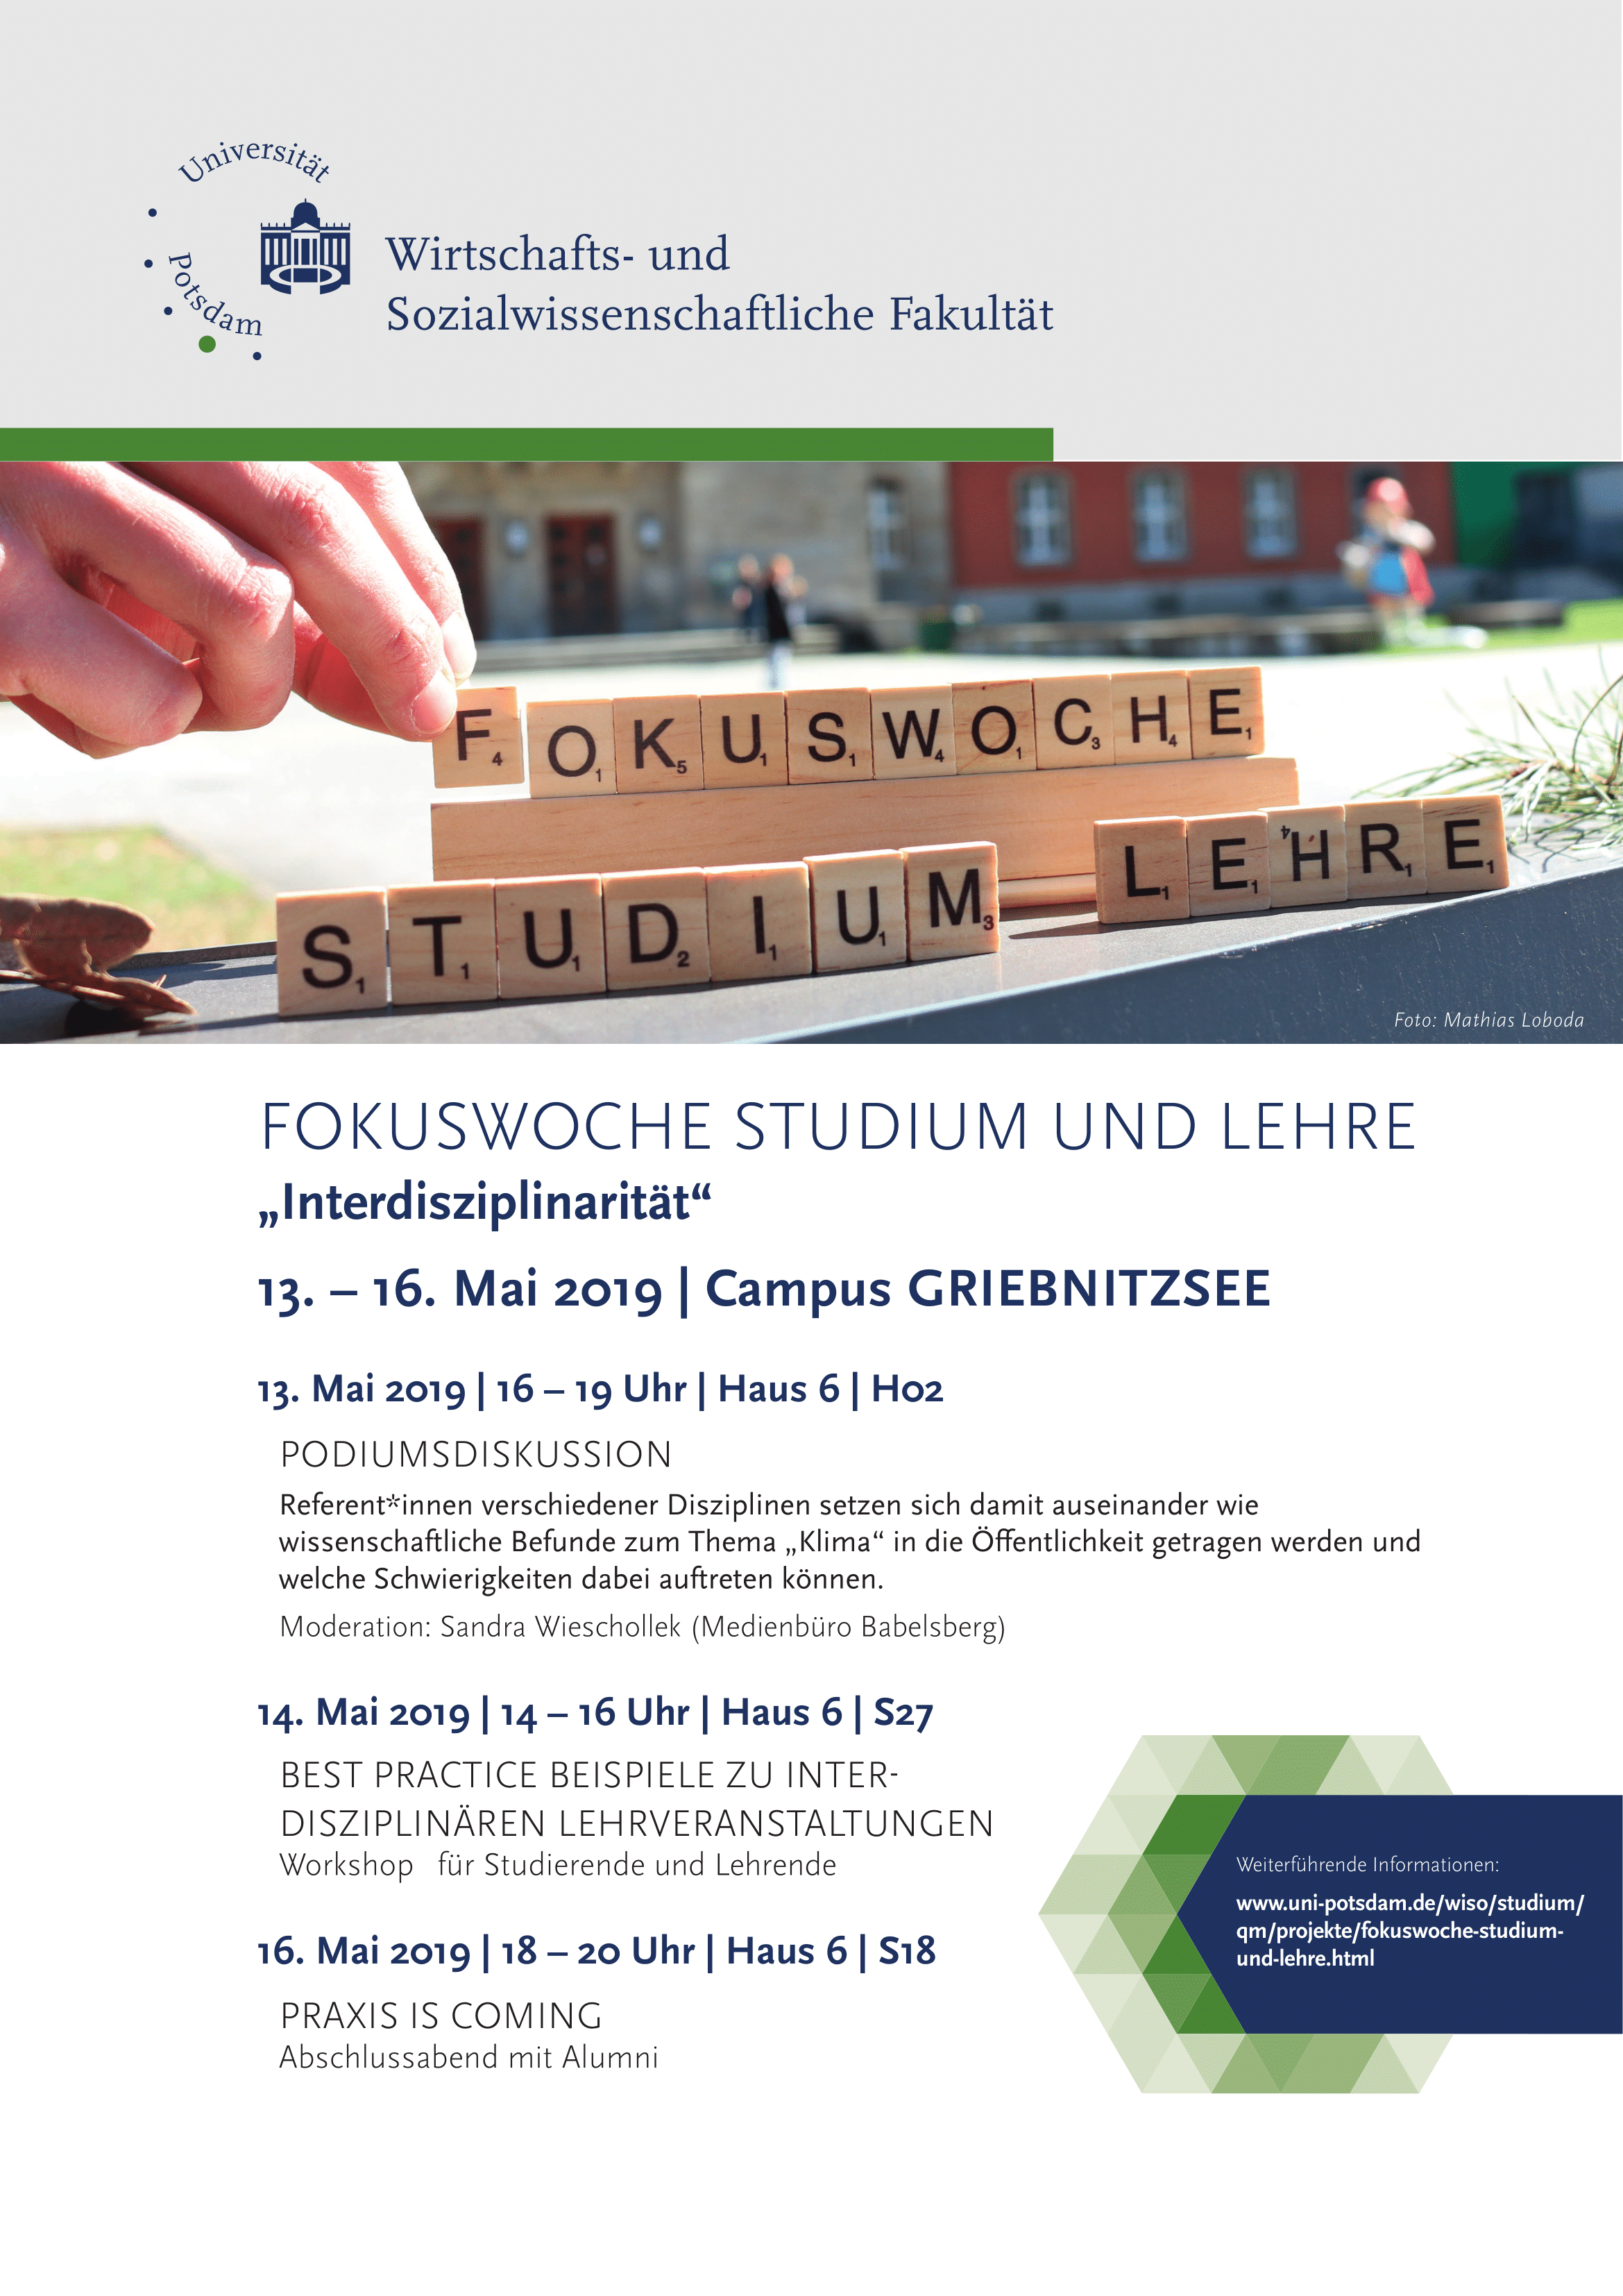 Universität
Potsdam
Wirtschafts- und
Sozialwissenschaftliche Fakultät
FOKUSWOCHE
STUDIUM LEHRE
Foto: Mathias Loboda
FOKUSWOCHE STUDIUM UND LEHRE
„Interdisziplinarität“
13. – 16. Mai 2019 | Campus GRIEBNITZSEE
13. Mai 2019 | 16 – 19 Uhr | Haus 6 | H02
PODIUMSDISKUSSION
Referent*innen verschiedener Disziplinen setzen sich damit auseinander wie
wissenschaftliche Befunde zum Thema „Klima“ in die Öffentlichkeit getragen werden und
welche Schwierigkeiten dabei auftreten können.
Moderation: Sandra Wieschollek (Medienbüro Babelsberg)
14. Mai 2019 | 14 – 16 Uhr | Haus 6 | S27
BEST PRACTICE BEISPIELE ZU INTER-
DISZIPLINÄREN LEHRVERANSTALTUNGEN
Workshop für Studierende und Lehrende
16. Mai 2019 | 18 – 20 Uhr | Haus 6 | S18
PRAXIS IS COMING
Abschlussabend mit Alumni
Weiterführende Informationen:
www.uni-potsdam.de/wiso/studium/
qm/projekte/fokuswoche-studium-
und-lehre.html